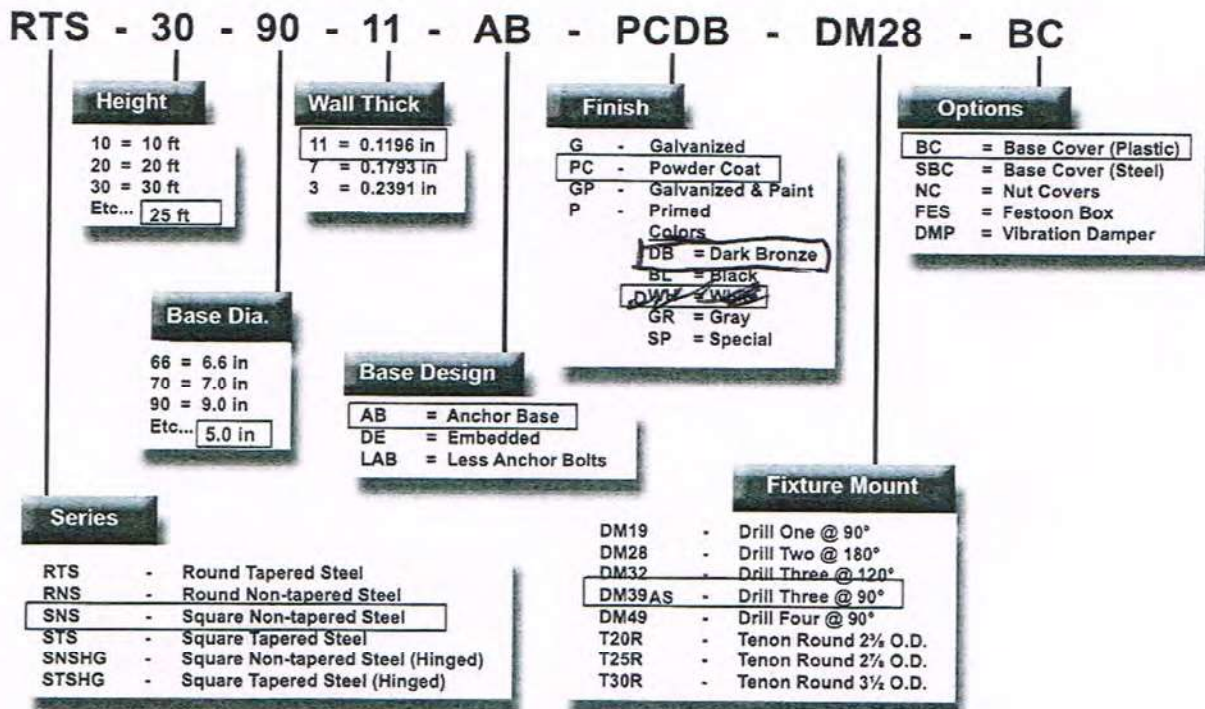 RTS - 30 - 90 - 11 - AB - PCDB - DM28 - BC
Height
10 = 10 ft
20 = 20 ft
30 = 30 ft
Etc... 25 ft
Wall Thick
11 = 0.1196 in
7 = 0.1793 in
3 = 0.2391 in
Finish
G - Galvanized
PC - Powder Coat
GP - Galvanized & Paint
P - Primed
Colors
DB = Dark Bronze
BL = Black
WH = White
GR = Gray
SP = Special
Options
BC = Base Cover (Plastic)
SBC = Base Cover (Steel)
NC = Nut Covers
FES = Festoon Box
DMP = Vibration Damper
Base Dia.
66 = 6.6 in
70 = 7.0 in
90 = 9.0 in
Etc... 5.0 in
Base Design
AB = Anchor Base
DE = Embedded
LAB = Less Anchor Bolts
Series
RTS - Round Tapered Steel
RNS - Round Non-tapered Steel
SNS - Square Non-tapered Steel
STS - Square Tapered Steel
SNSHG - Square Non-tapered Steel (Hinged)
STSHG - Square Tapered Steel (Hinged)
Fixture Mount
DM19 - Drill One @ 90°
DM28 - Drill Two @ 180°
DM32 - Drill Three @ 120°
DM39AS - Drill Three @ 90°
DM49 - Drill Four @ 90°
T20R - Tenon Round 2⅜ O.D.
T25R - Tenon Round 2⅞ O.D.
T30R - Tenon Round 3½ O.D.